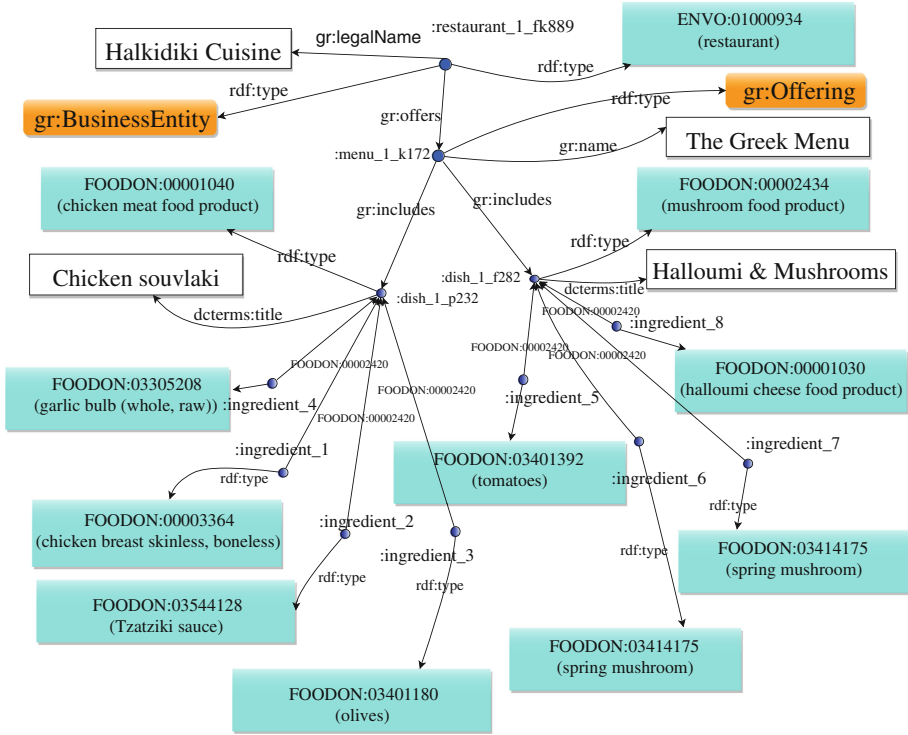 :restaurant_1_fk889
ENVO:01000934
(restaurant)
gr:legalName
Halkidiki Cuisine
rdf:type
rdf:type
gr:BusinessEntity
gr:offers
rdf:type
gr:Offering
gr:name
The Greek Menu
:menu_1_k172
FOODON:00001040
(chicken meat food product)
FOODON:00002434
(mushroom food product)
gr:includes
gr:includes
rdf:type
rdf:type
Chicken souvlaki
:dish_1_f282
Halloumi & Mushrooms
dcterms:title
:dish_1_p232
dcterms:title
FOODON:00002420
:ingredient_8
FOODON:00002420
FOODON:00002420
FOODON:00002420
FOODON:00001030
(halloumi cheese food product)
FOODON:03305208
(garlic bulb (whole, raw))
FOODON:00002420
:ingredient_4
FOODON:00002420
:ingredient_5
:ingredient_1
:ingredient_7
FOODON:03401392
(tomatoes)
rdf:type
:ingredient_6
rdf:type
FOODON:00003364
(chicken breast skinless, boneless)
:ingredient_2
:ingredient_3
rdf:type
FOODON:03414175
(spring mushroom)
rdf:type
rdf:type
FOODON:03544128
(Tzatziki sauce)
FOODON:03414175
(spring mushroom)
FOODON:03401180
(olives)